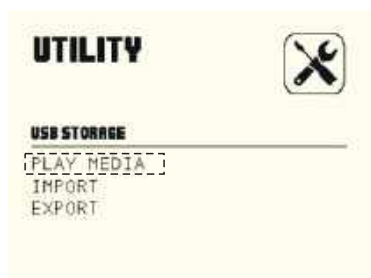 UTILITY
USB STORAGE
PLAY MEDIA
IMPORT
EXPORT